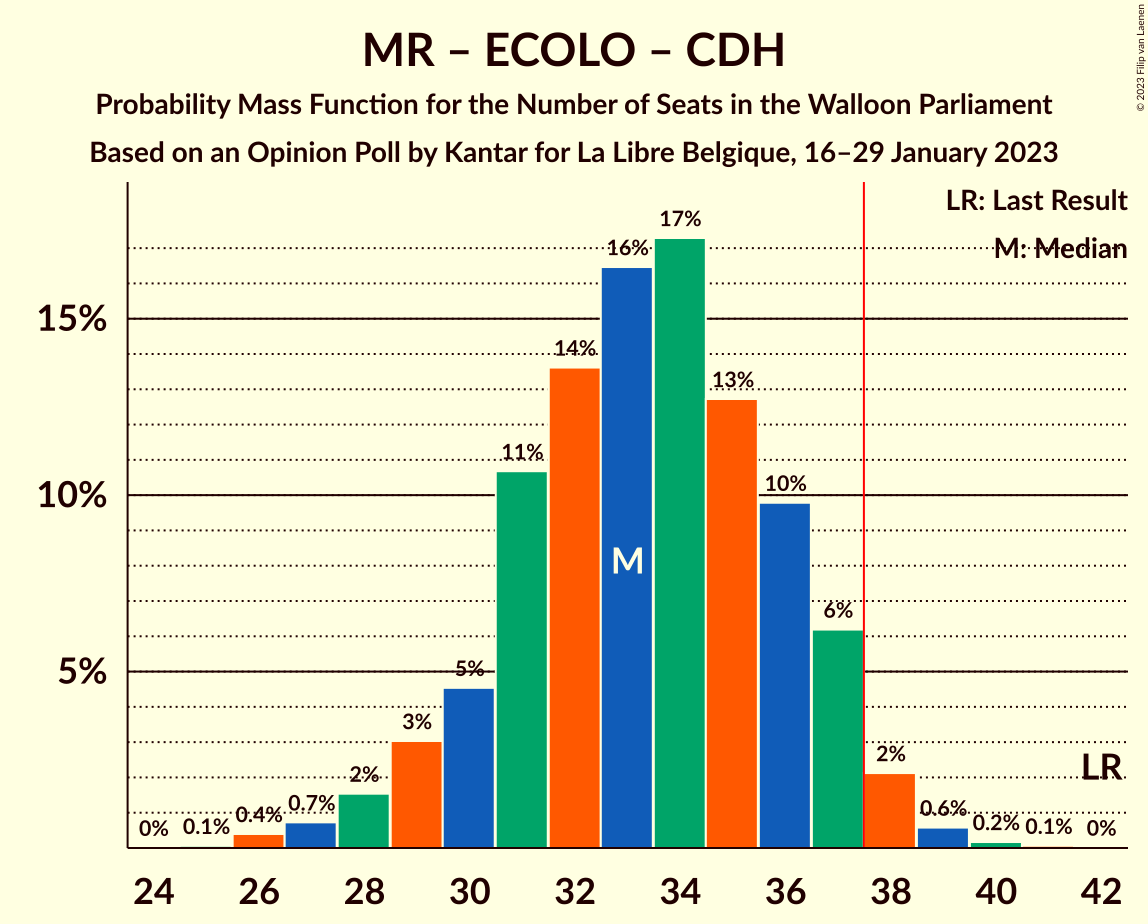 MR – ECOLO – CDH
Probability Mass Function for the Number of Seats in the Walloon Parliament
Based on an Opinion Poll by Kantar for La Libre Belgique, 16–29 January 2023
© 2023 Filip van Laenen
LR: Last Result
M: Median
15%
10%
5%
0%
0.1%
0.4%
0.7%
2%
3%
5%
11%
14%
16%
17%
13%
10%
6%
2%
0.6%
0.2%
0.1%
0%
M
LR
24 26 28 30 32 34 36 38 40 42